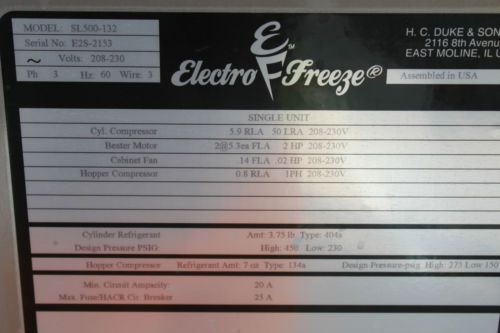 MODEL: SL500-132
Serial No: E2S-2153
~ Volts: 208-230
Ph 3 Hz: 60 Wire: 3
Electro Freeze®
™
H. C. DUKE & SON
2116 8th Avenu
EAST MOLINE, IL U
Assembled in USA
SINGLE UNIT
Cyl. Compressor 5.9 RLA 50 LRA 208-230V
Beater Motor 2@5.3ea FLA 2 HP 208-230V
Cabinet Fan .14 FLA .02 HP 208-230V
Hopper Compressor 0.8 RLA 1PH 208-230V
Cylinder Refrigerant Amt: 3.75 lb Type: 404a
Design Pressure PSIG: High: 450 Low: 230
Hopper Compressor Refrigerant Amt: 7 oz Type: 134a Design Pressure-psig High: 275 Low 150
Min. Circuit Ampacity 20 A
Max. Fuse/HACR Cir. Breaker 25 A